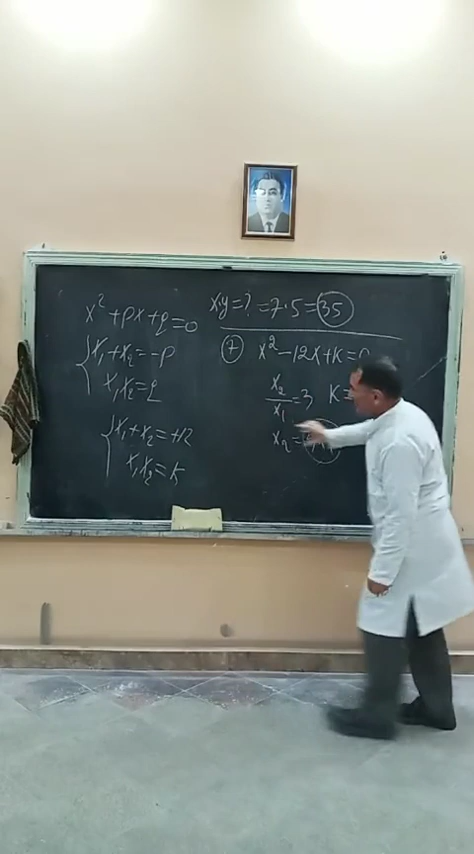 x² + px + q = 0
{ x₁ + x₂ = -p
x₁x₂ = q
{ x₁ + x₂ = +12
x₁x₂ = K
x·y = ? = 7·5 = 35
7 x² - 12x + K = 0
x₂/x₁ = 3 K =
x₂ =